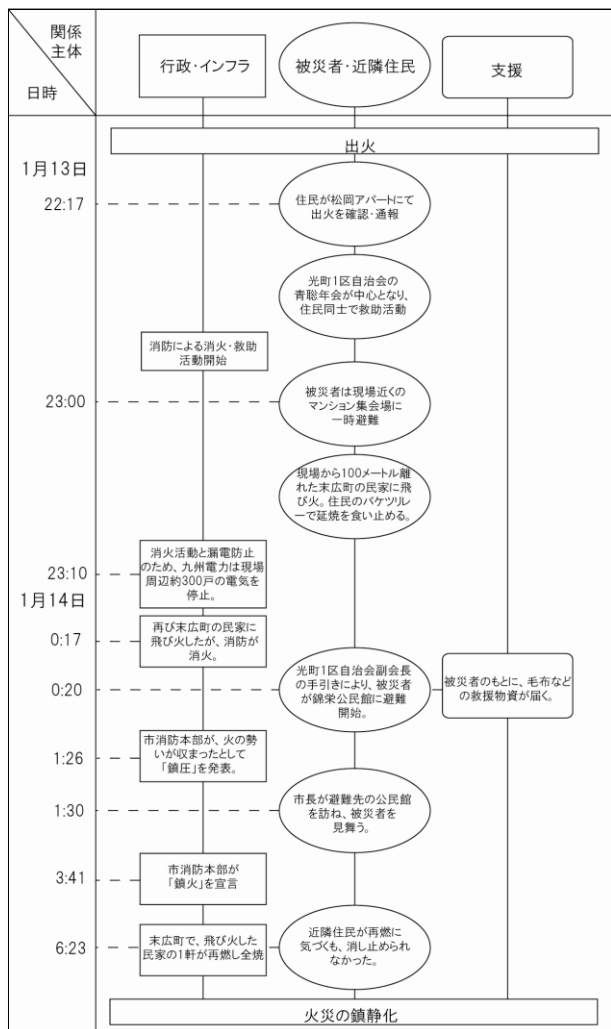 関係
主体
日時
行政・インフラ
被災者・近隣住民
支援
出火
1月13日
22:17
住民が松岡アパートにて
出火を確認・通報
光町1区自治会の
青聡年会が中心となり、
住民同士で救助活動
消防による消火・救助
活動開始
23:00
被災者は現場近くの
マンション集会場に
一時避難
現場から100メートル離
れた末広町の民家に飛
び火。住民のバケツリレ
ーで延焼を食い止める。
23:10
消火活動と漏電防止
のため、九州電力は現場
周辺約300戸の電気を
停止。
1月14日
0:17
再び末広町の民家に
飛び火したが、消防が
消火。
0:20
光町1区自治会副会長
の手引きにより、被災者
が錦栄公民館に避難
開始。
被災者のもとに、毛布など
の救援物資が届く。
1:26
市消防本部が、火の勢
いが収まったとして
「鎮圧」を発表。
1:30
市長が避難先の公民館
を訪ね、被災者を
見舞う。
3:41
市消防本部が
「鎮火」を宣言
6:23
末広町で、飛び火した
民家の1軒が再燃し全焼
近隣住民が再燃に
気づくも、消し止められ
なかった。
火災の鎮静化